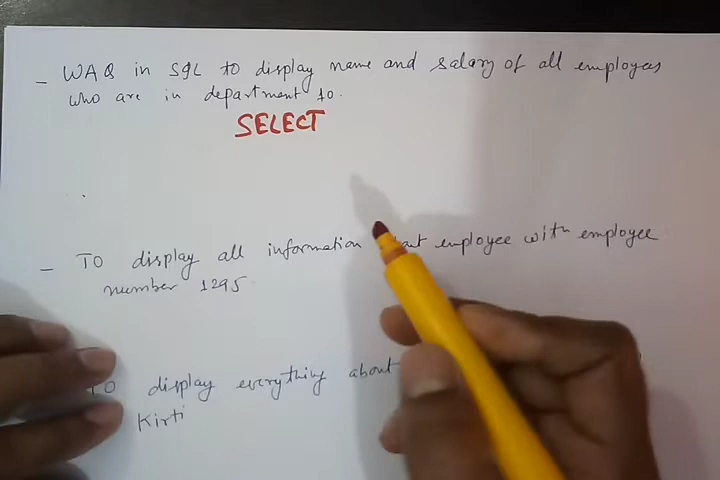 - WAQ in SQL to display name and salary of all employees
who are in department 10.
SELECT
- TO display all information employee with employee
number 1295
TO display everything about
Kirti